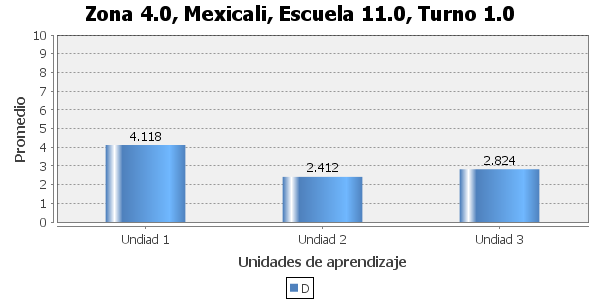 Zona 4.0, Mexicali, Escuela 11.0, Turno 1.0
10
9
8
7
6
5
4
3
2
1
0
Promedio
4.118
2.412
2.824
Undiad 1
Undiad 2
Undiad 3
Unidades de aprendizaje
D